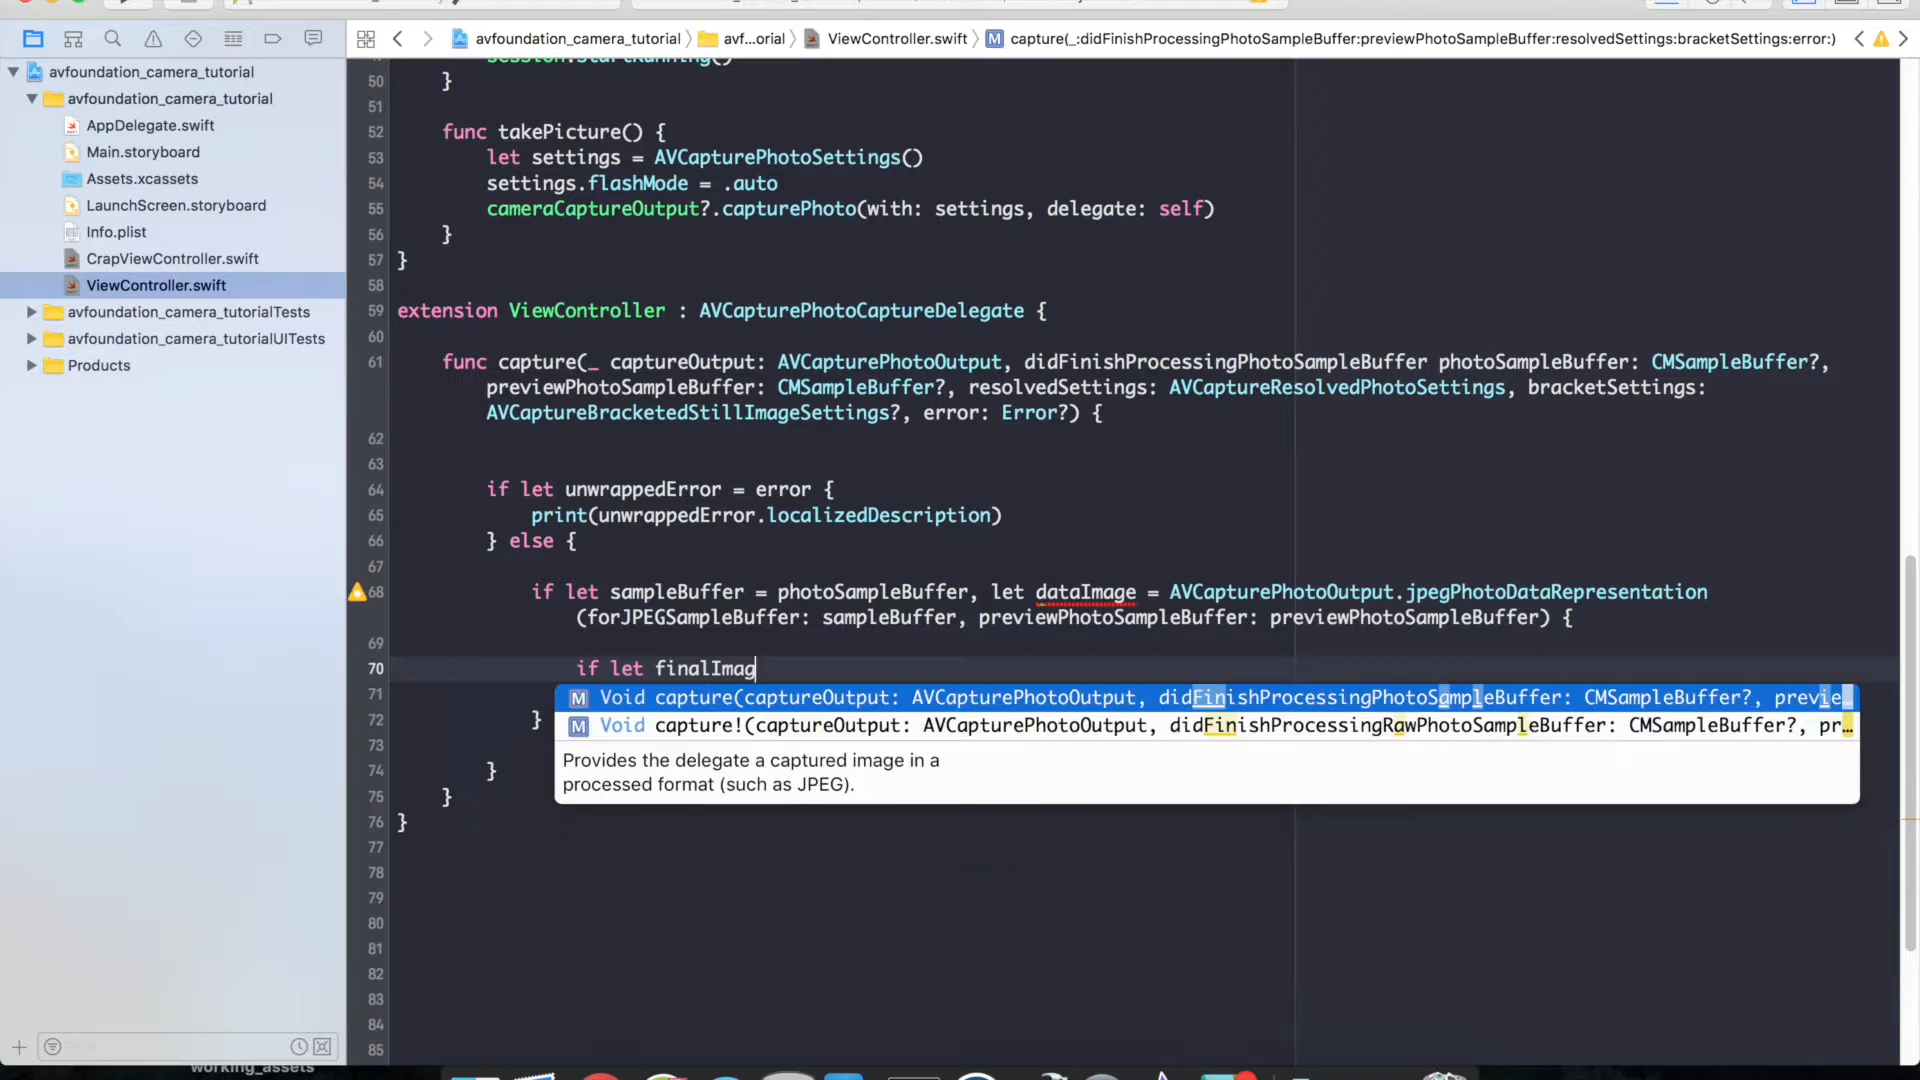 avfoundation_camera_tutorial
avf...orial
ViewController.swift
M
capture(_:didFinishProcessingPhotoSampleBuffer:previewPhotoSampleBuffer:resolvedSettings:bracketSettings:error:)
avfoundation_camera_tutorial
avfoundation_camera_tutorial
AppDelegate.swift
Main.storyboard
Assets.xcassets
LaunchScreen.storyboard
Info.plist
CrapViewController.swift
ViewController.swift
avfoundation_camera_tutorialTests
avfoundation_camera_tutorialUITests
Products
session.startRunning()
50 }
51
52 func takePicture() {
53 let settings = AVCapturePhotoSettings()
54 settings.flashMode = .auto
55 cameraCaptureOutput?.capturePhoto(with: settings, delegate: self)
56 }
57 }
58
59 extension ViewController : AVCapturePhotoCaptureDelegate {
60
61 func capture(_ captureOutput: AVCapturePhotoOutput, didFinishProcessingPhotoSampleBuffer photoSampleBuffer: CMSampleBuffer?,
previewPhotoSampleBuffer: CMSampleBuffer?, resolvedSettings: AVCaptureResolvedPhotoSettings, bracketSettings:
AVCaptureBracketedStillImageSettings?, error: Error?) {
62
63
64 if let unwrappedError = error {
65 print(unwrappedError.localizedDescription)
66 } else {
67
68 if let sampleBuffer = photoSampleBuffer, let dataImage = AVCapturePhotoOutput.jpegPhotoDataRepresentation
(forJPEGSampleBuffer: sampleBuffer, previewPhotoSampleBuffer: previewPhotoSampleBuffer) {
69
70 if let finalImag
71 M Void capture(captureOutput: AVCapturePhotoOutput, didFinishProcessingPhotoSampleBuffer: CMSampleBuffer?, previe…
72 } M Void capture!(captureOutput: AVCapturePhotoOutput, didFinishProcessingRawPhotoSampleBuffer: CMSampleBuffer?, pr…
73 Provides the delegate a captured image in a
processed format (such as JPEG).
74 }
75 }
76 }
77
78
79
80
81
82
83
84
85
working_assets